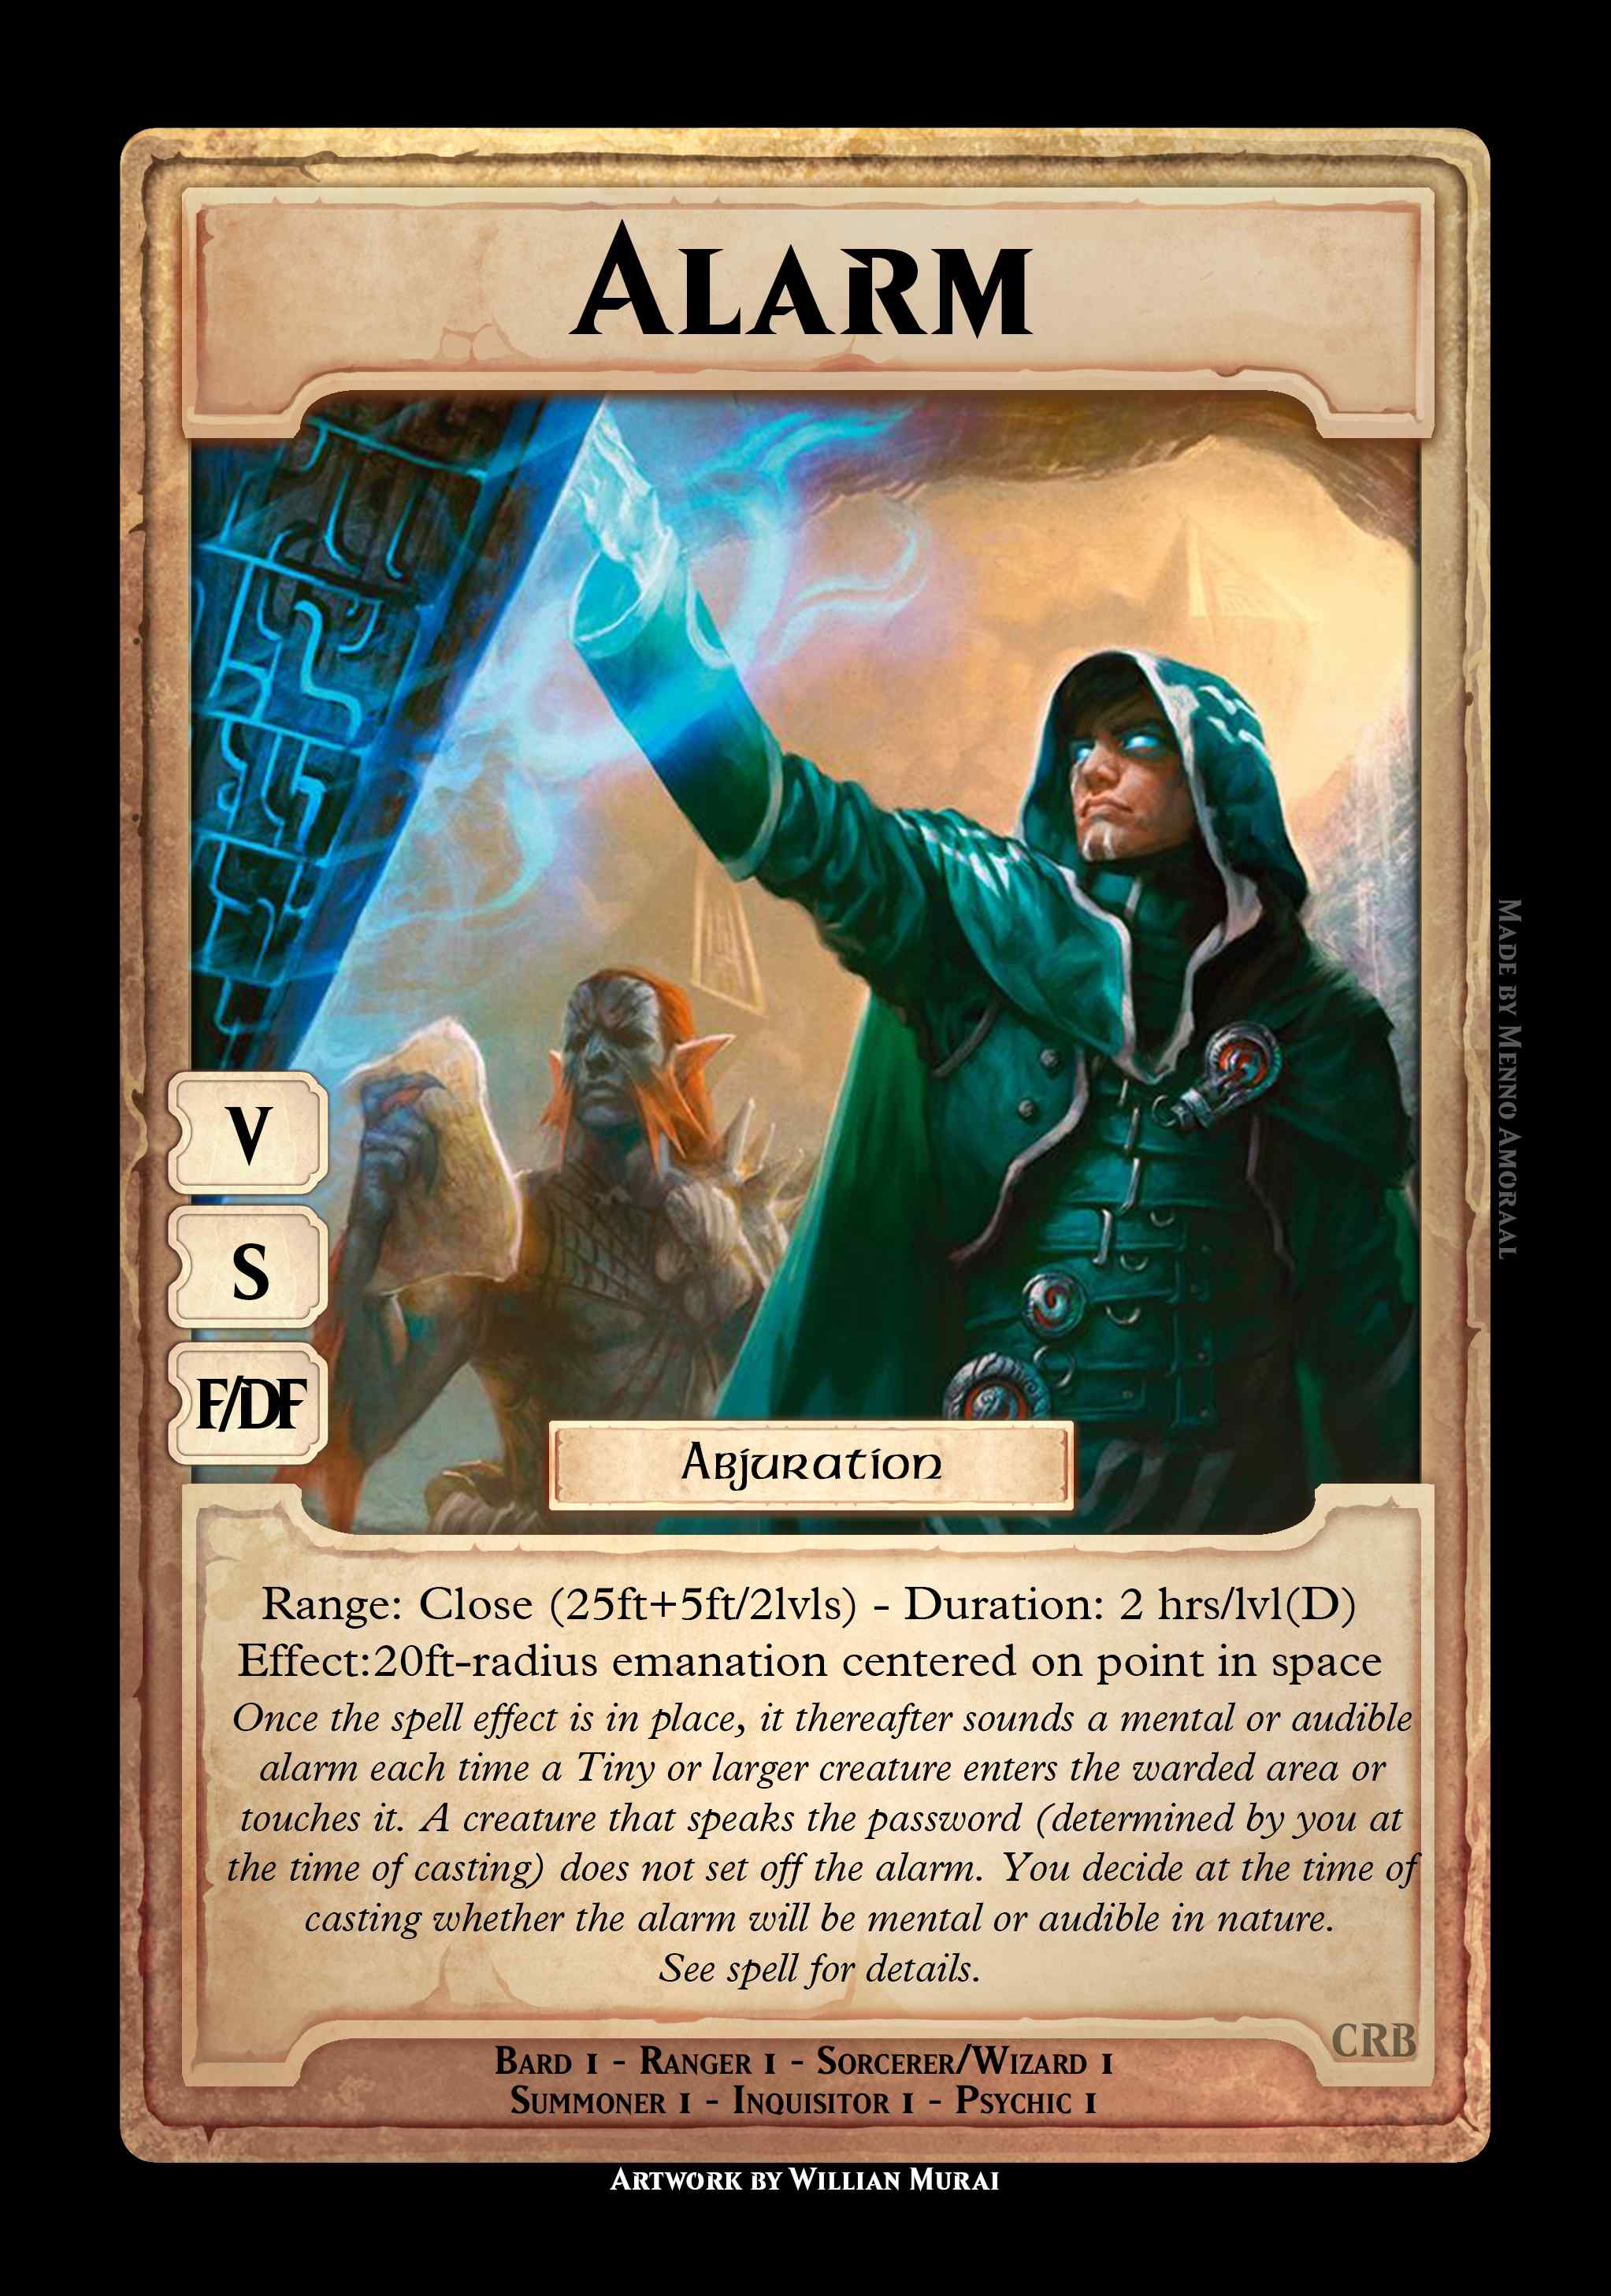 Alarm
V
S
F/DF
Abjuration
Range: Close (25ft+5ft/2lvls) - Duration: 2 hrs/lvl(D)
Effect:20ft-radius emanation centered on point in space
Once the spell effect is in place, it thereafter sounds a mental or audible
alarm each time a Tiny or larger creature enters the warded area or
touches it. A creature that speaks the password (determined by you at
the time of casting) does not set off the alarm. You decide at the time of
casting whether the alarm will be mental or audible in nature.
See spell for details.
CRB
Bard 1 - Ranger 1 - Sorcerer/Wizard 1
Summoner 1 - Inquisitor 1 - Psychic 1
Artwork by Willian Murai
Made by Menno Amoraal